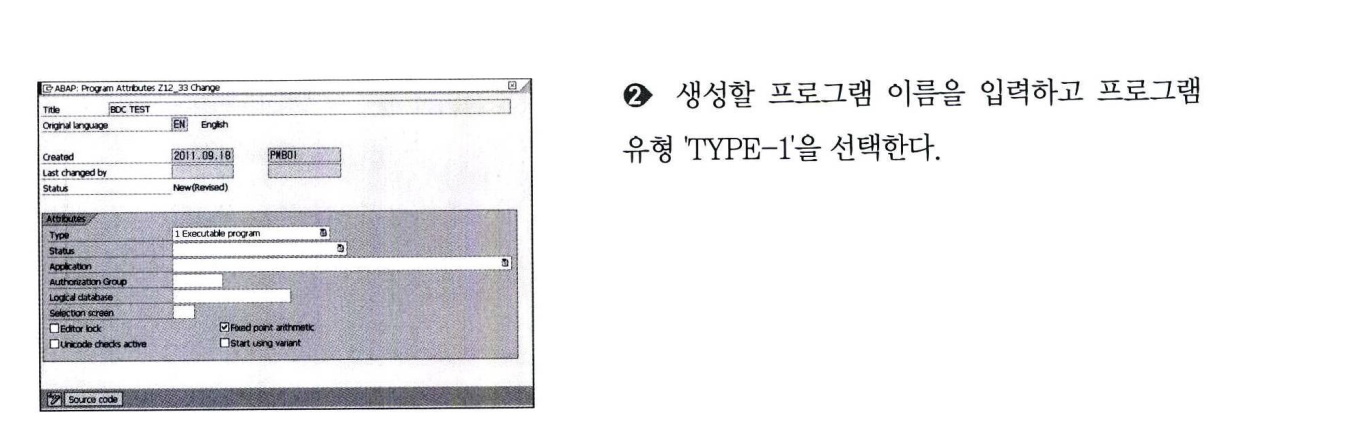 ABAP: Program Attributes Z12_33 Change
Title BDC TEST
Original language EN English
Created 2011.09.18 PWB01
Last changed by
Status New(Revised)
Attributes
Type 1 Executable program
Status
Application
Authorization Group
Logical database
Selection screen
Editor lock Fixed point arithmetic
Unicode checks active Start using variant
Source code
❷ 생성할 프로그램 이름을 입력하고 프로그램
유형 'TYPE-1'을 선택한다.